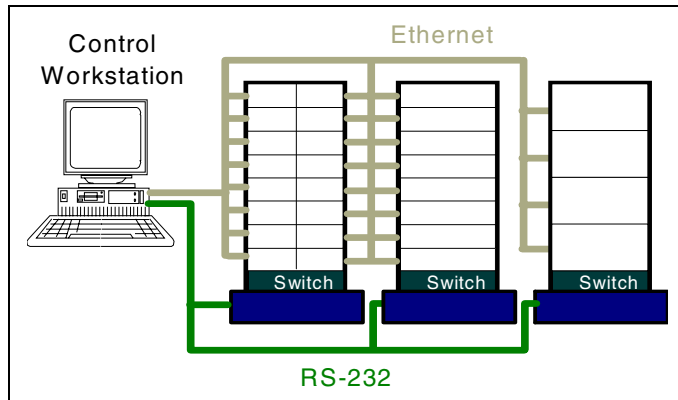 Control
Workstation
Ethernet
Switch
Switch
Switch
RS-232